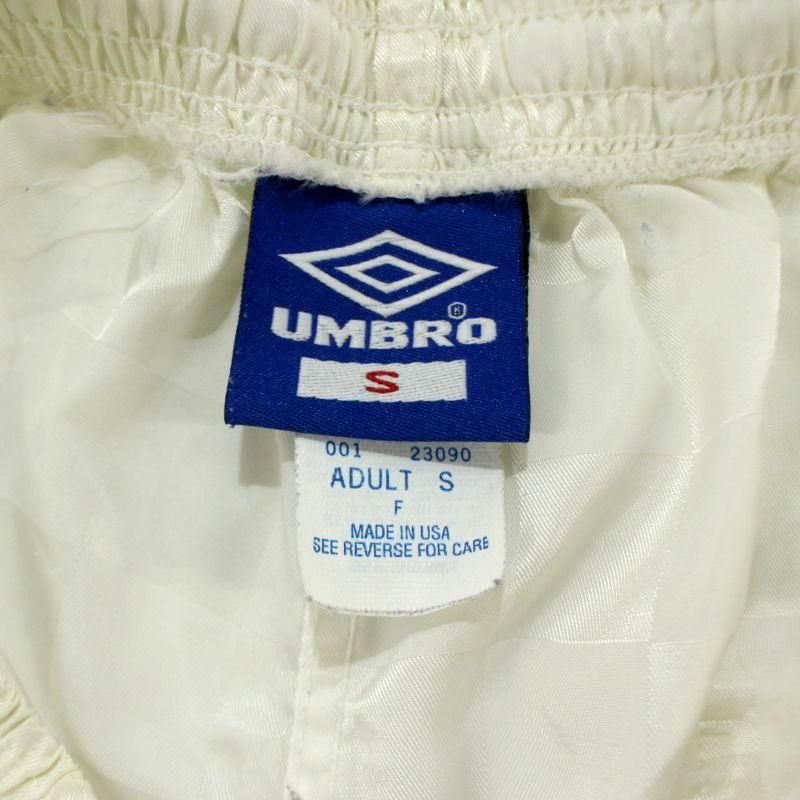 UMBRO®
S
001 23090
ADULT S
F
MADE IN USA
SEE REVERSE FOR CARE